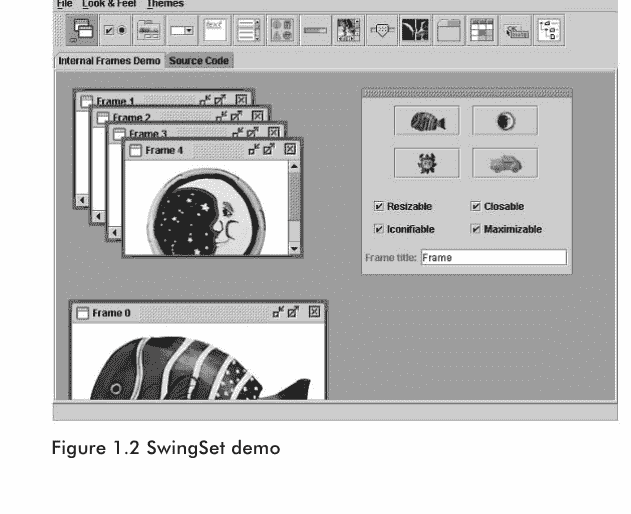 File Look & Feel Themes
Internal Frames Demo Source Code
Frame 1
Frame 2
Frame 3
Frame 4
Resizable Closable
Iconifiable Maximizable
Frame title: Frame
Frame 0
Figure 1.2 SwingSet demo